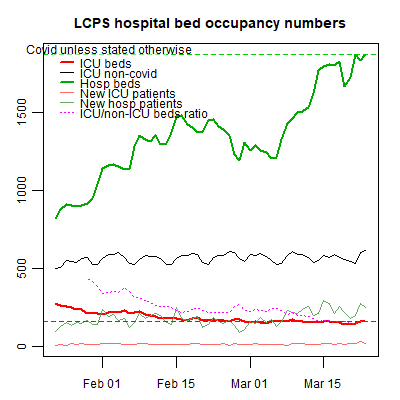 LCPS hospital bed occupancy numbers
Covid unless stated otherwise
ICU beds
ICU non-covid
Hosp beds
New ICU patients
New hosp patients
ICU/non-ICU beds ratio
1500
1000
500
0
Feb 01 Feb 15 Mar 01 Mar 15